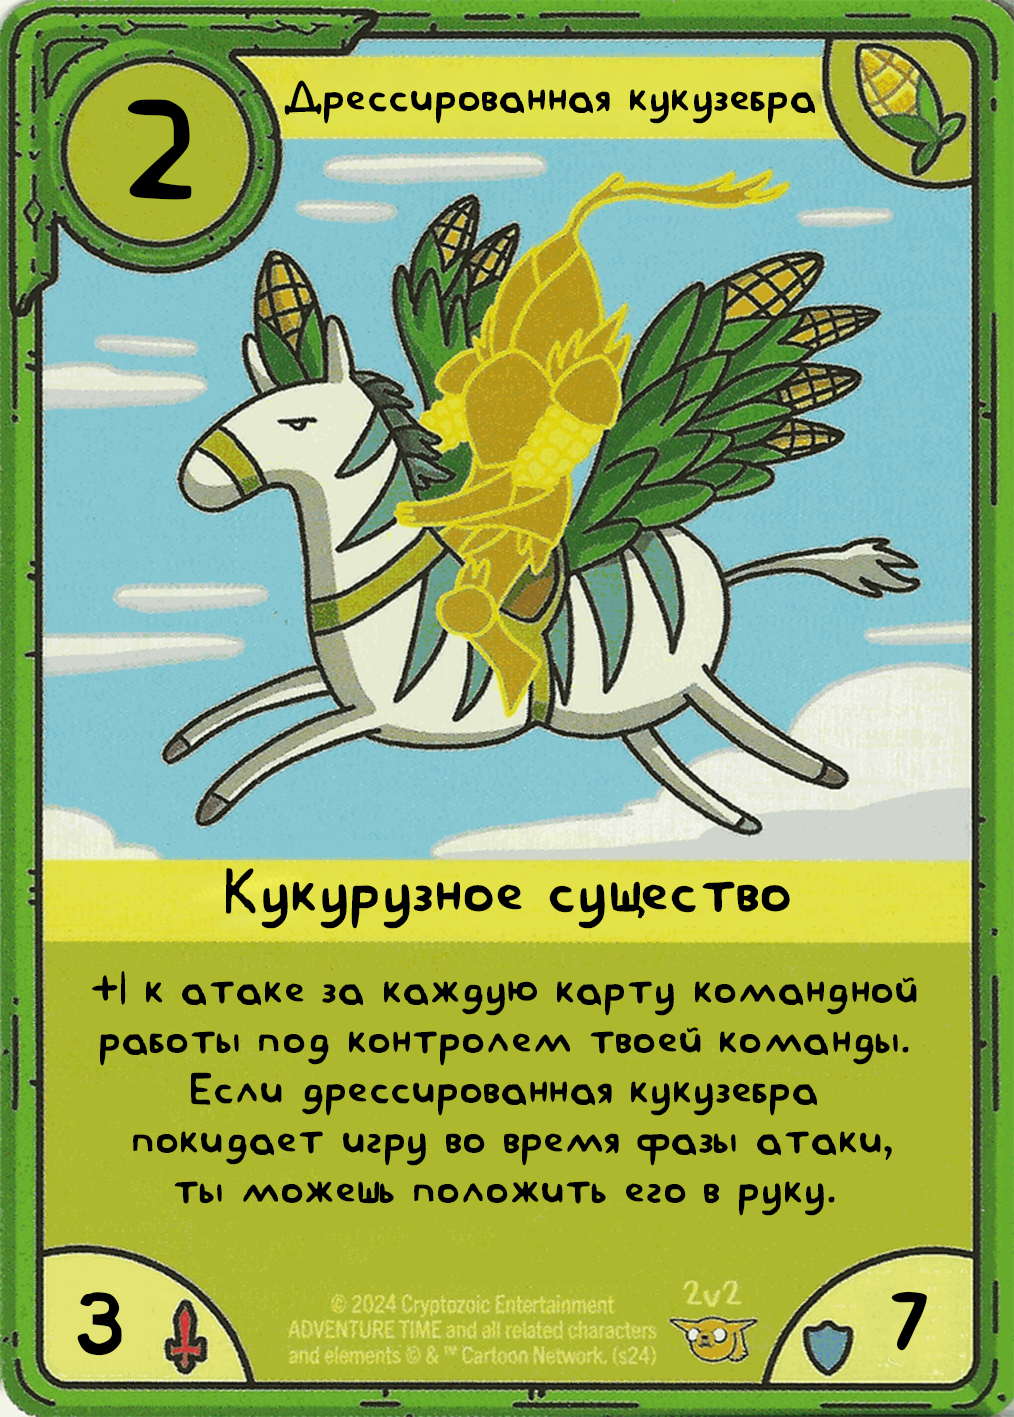 2
Дрессированная кукузебра
Кукурузное существо
+1 к атаке за каждую карту командной
работы под контролем твоей команды.
Если дрессированная кукузебра
покидает игру во время фазы атаки,
ты можешь положить его в руку.
3
© 2024 Cryptozoic Entertainment
ADVENTURE TIME and all related characters
and elements © & ™ Cartoon Network. (s24)
2v2
7